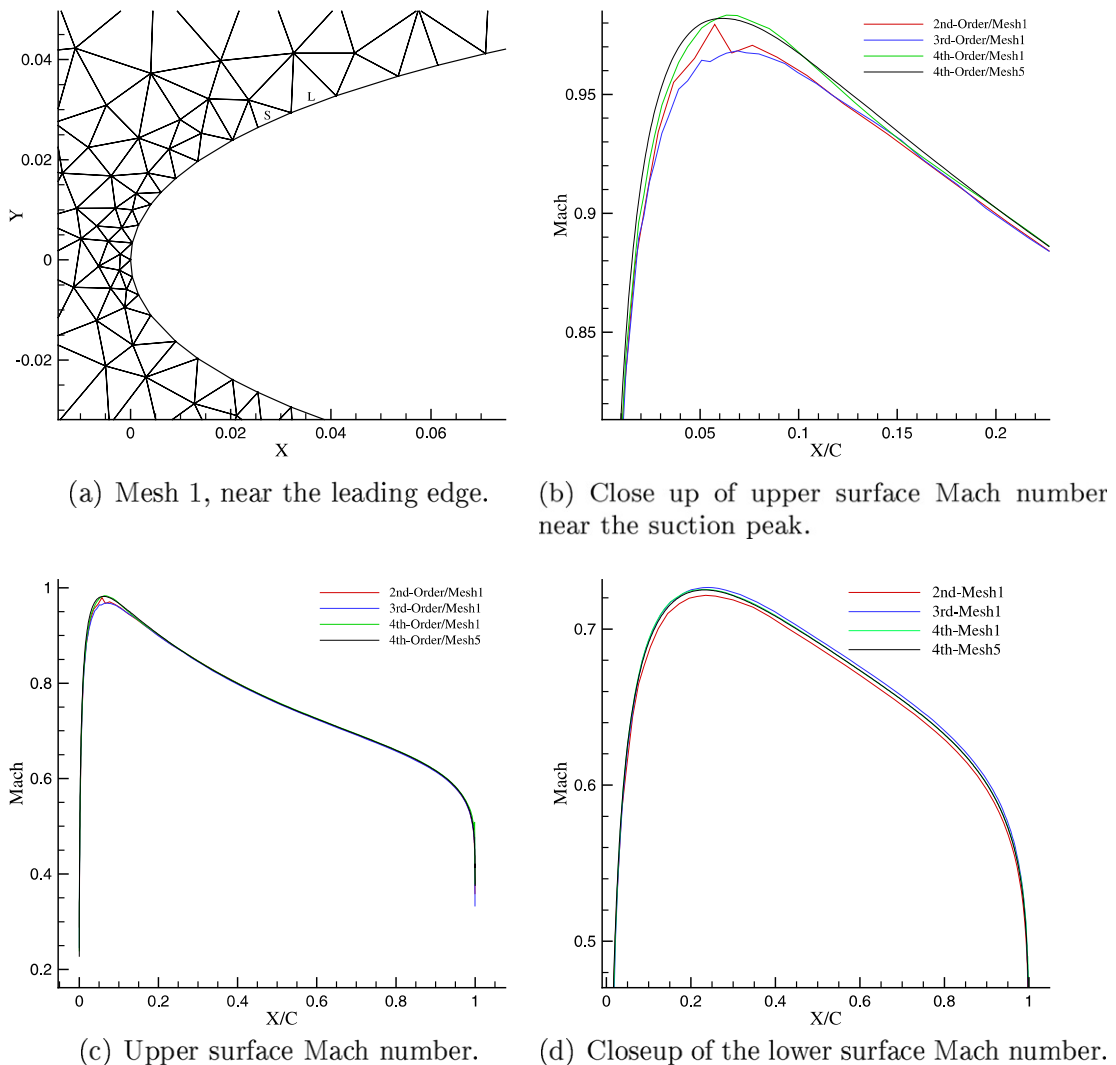 0.04
0.02
0
-0.02
Y
0
0.02
0.04
0.06
X
L
S
(a) Mesh 1, near the leading edge.
0.95
0.9
0.85
Mach
0.05
0.1
0.15
0.2
X/C
2nd-Order/Mesh1
3rd-Order/Mesh1
4th-Order/Mesh1
4th-Order/Mesh5
(b) Close up of upper surface Mach number
near the suction peak.
1
0.8
0.6
0.4
0.2
Mach
0
0.2
0.4
0.6
0.8
1
X/C
2nd-Order/Mesh1
3rd-Order/Mesh1
4th-Order/Mesh1
4th-Order/Mesh5
(c) Upper surface Mach number.
0.7
0.6
0.5
Mach
0
0.2
0.4
0.6
0.8
1
X/C
2nd-Mesh1
3rd-Mesh1
4th-Mesh1
4th-Mesh5
(d) Closeup of the lower surface Mach number.